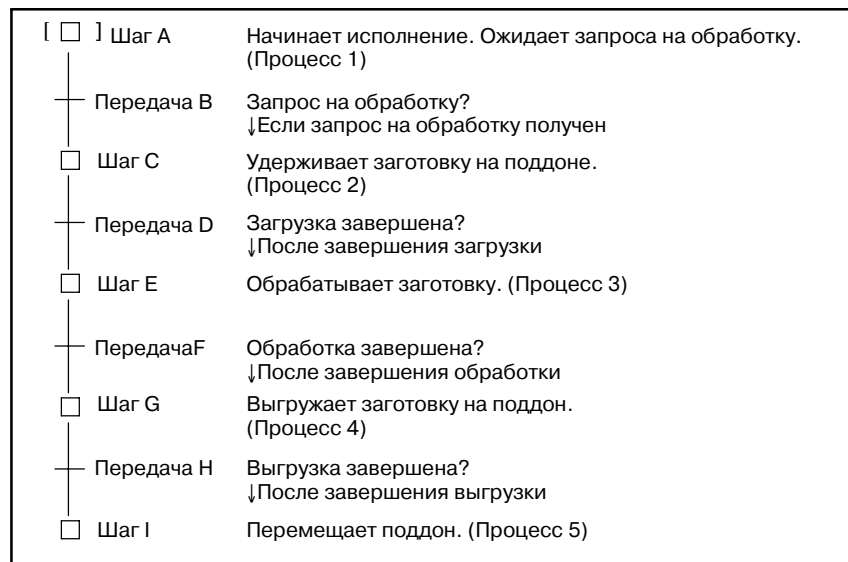 [ ] Шаг A Начинает исполнение. Ожидает запроса на обработку.
(Процесс 1)
Передача B Запрос на обработку?
↓Если запрос на обработку получен
Шаг C Удерживает заготовку на поддоне.
(Процесс 2)
Передача D Загрузка завершена?
↓После завершения загрузки
Шаг E Обрабатывает заготовку. (Процесс 3)
ПередачаF Обработка завершена?
↓После завершения обработки
Шаг G Выгружает заготовку на поддон.
(Процесс 4)
Передача H Выгрузка завершена?
↓После завершения выгрузки
Шаг I Перемещает поддон. (Процесс 5)